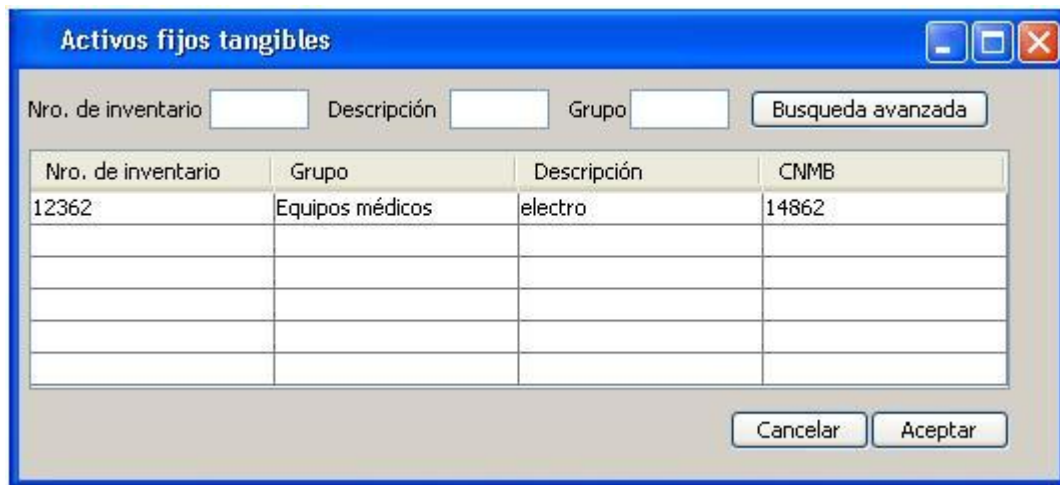 Activos fijos tangibles
Nro. de inventario Descripción Grupo Busqueda avanzada
Nro. de inventario Grupo Descripción CNMB
12362 Equipos médicos electro 14862
Cancelar Aceptar